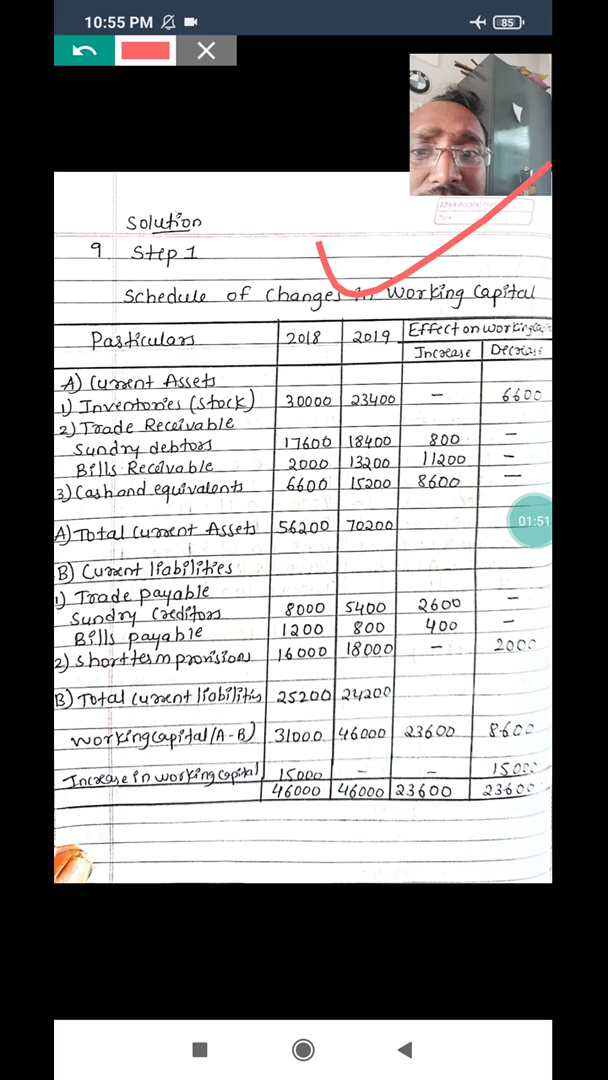 10:55 PM 85
Solution
9. Step 1
Schedule of Changes in Working Capital
Particulars 2018 2019 Effect on Working Capi
Increase Decrease
A) Current Assets
1) Inventories (Stock) 30000 23400 - 6600
2) Trade Receivable
Sundry debtors 17600 18400 800 -
Bills Receivable 2000 13200 11200 -
3) Cash and equivalents 6600 15200 8600 -
A) Total Current Assets 56200 70200
01:51
B) Current liabilities
1) Trade payable
Sundry Creditors 8000 5400 2600 -
Bills payable 1200 800 400 -
2) Short term provision 16000 18000 - 2000
B) Total Current liabilities 25200 24200
Working capital (A-B) 31000 46000 23600 8600
Increase in working capital 15000 - - 15000
46000 46000 23600 23600